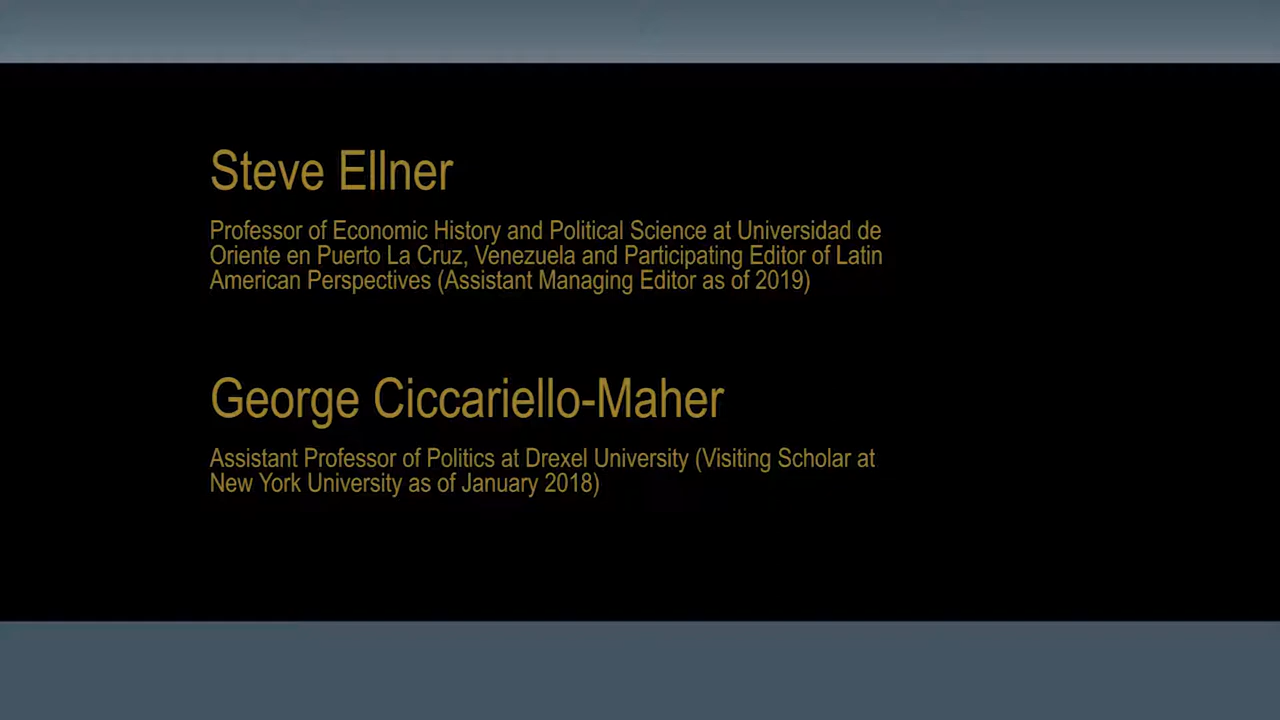 Steve Ellner
Professor of Economic History and Political Science at Universidad de
Oriente en Puerto La Cruz, Venezuela and Participating Editor of Latin
American Perspectives (Assistant Managing Editor as of 2019)
George Ciccariello-Maher
Assistant Professor of Politics at Drexel University (Visiting Scholar at
New York University as of January 2018)